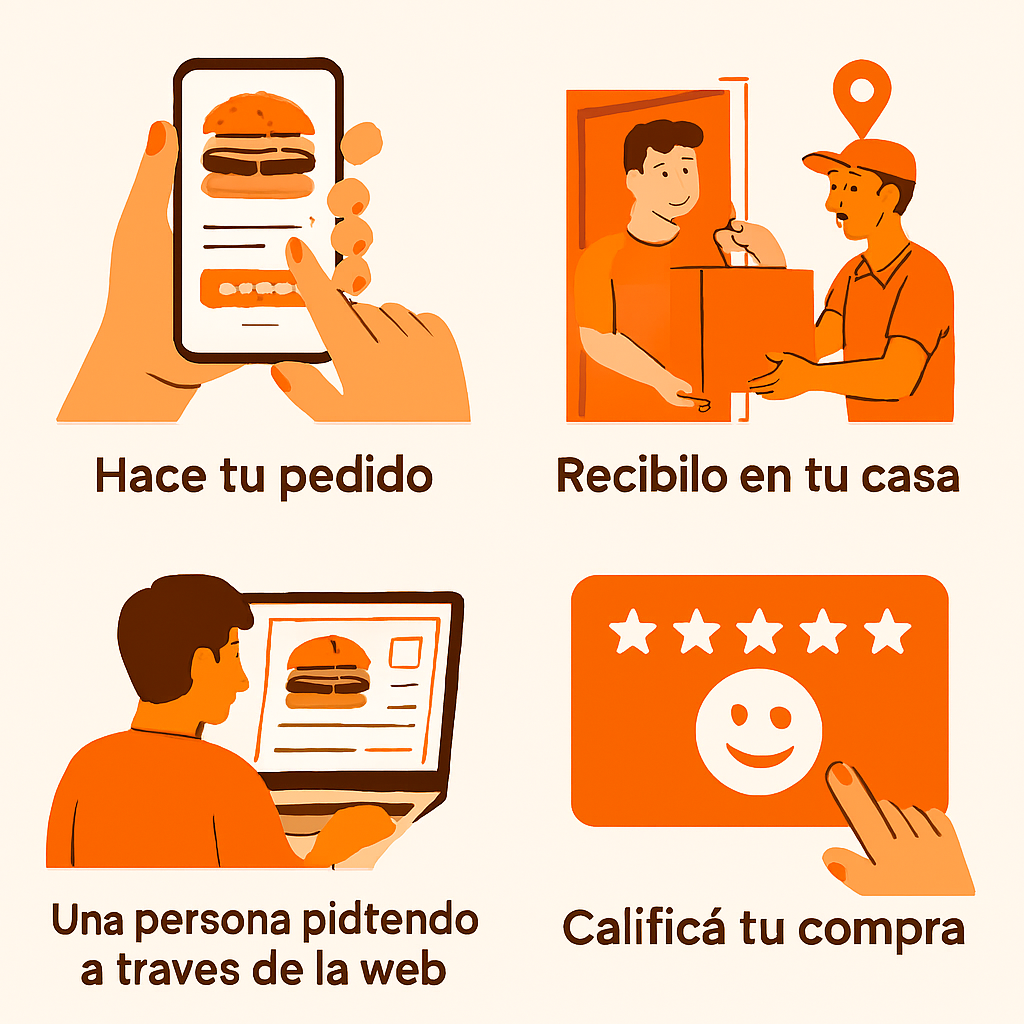 Hace tu pedido
Recibilo en tu casa
Una persona pidtendo
a traves de la web
Calificá tu compra